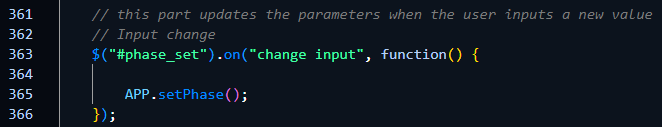 361 // this part updates the parameters when the user inputs a new value
362 // Input change
363 $("#phase_set").on("change input", function() {
364
365 APP.setPhase();
366 });